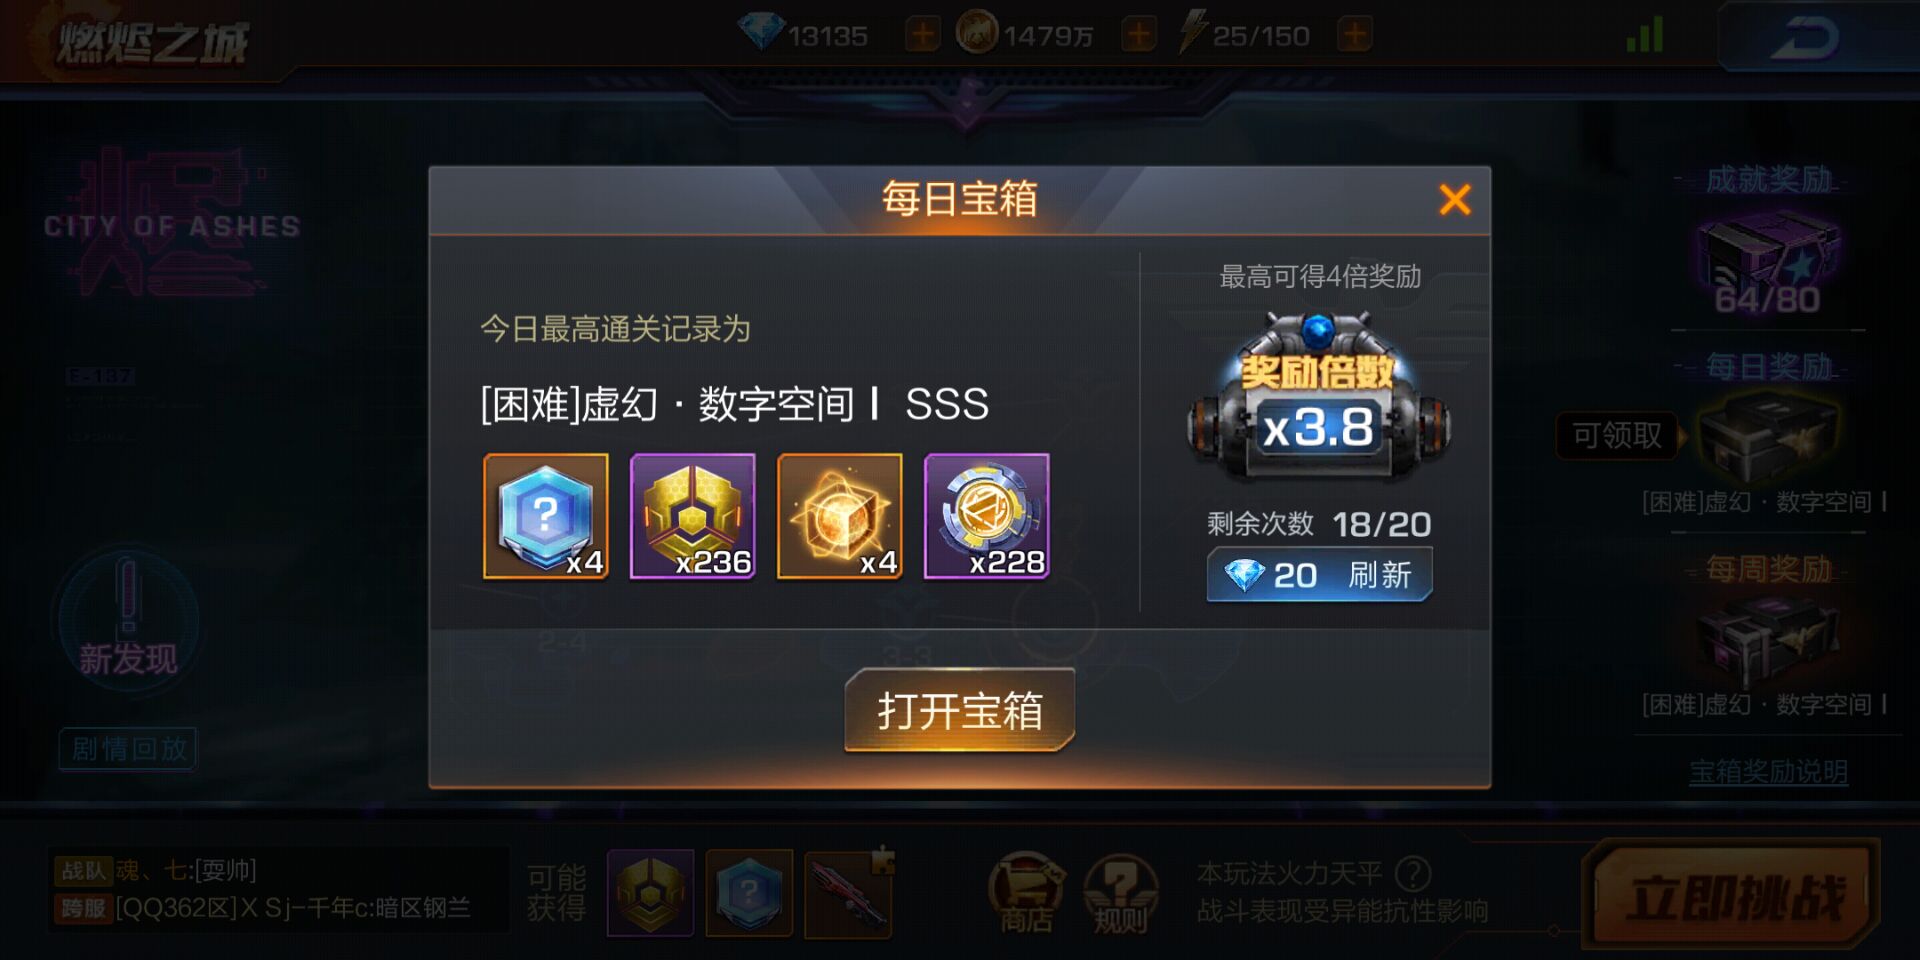 燃烬之城
13135
1479万
25/150
CITY OF ASHES
E-137
每日宝箱
今日最高通关记录为
[困难]虚幻·数字空间Ⅰ SSS
x4
x236
x4
x228
最高可得4倍奖励
奖励倍数
x3.8
剩余次数 18/20
20 刷新
打开宝箱
成就奖励
64/80
每日奖励
可领取
[困难]虚幻·数字空间Ⅰ
每周奖励
[困难]虚幻·数字空间Ⅰ
宝箱奖励说明
新发现
剧情回放
2-4
3-3
战队 魂、七:[耍帅]
跨服 [QQ362区]X Sj-千年c:暗区钢兰
可能
获得
商店
规则
本玩法火力天平
战斗表现受异能抗性影响
立即挑战